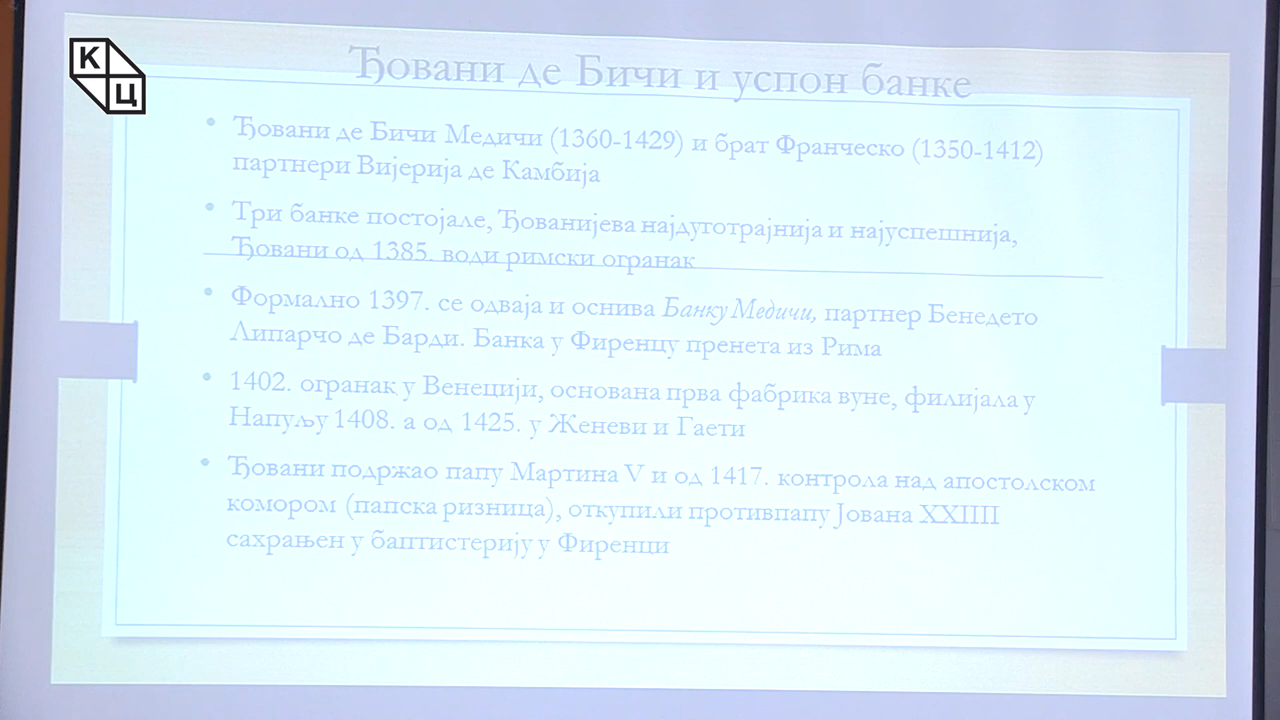 К
Ц
Ђовани де Бичи и успон банке
• Ђовани де Бичи Медичи (1360-1429) и брат Франческо (1350-1412)
партнери Вијерија де Камбија
• Три банке постојале, Ђованијева најдуготрајнија и најуспешнија,
Ђовани од 1385. води римски огранак
• Формално 1397. се одваја и оснива Банку Медичи, партнер Бенедето
Липарчо де Барди. Банка у Фиренцу пренета из Рима
• 1402. огранак у Венецији, основана прва фабрика вуне, филијала у
Напуљу 1408. а од 1425. у Женеви и Гаети
• Ђовани подржао папу Мартина V и од 1417. контрола над апостолском
комором (папска ризница), откупили противпапу Јована XXIIII
сахрањен у баптистерију у Фиренци